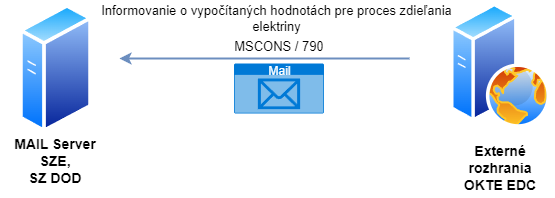 Informovanie o vypočítaných hodnotách pre proces zdieľania
elektriny
MSCONS / 790
Mail
MAIL Server
SZE,
SZ DOD
Externé
rozhrania
OKTE EDC